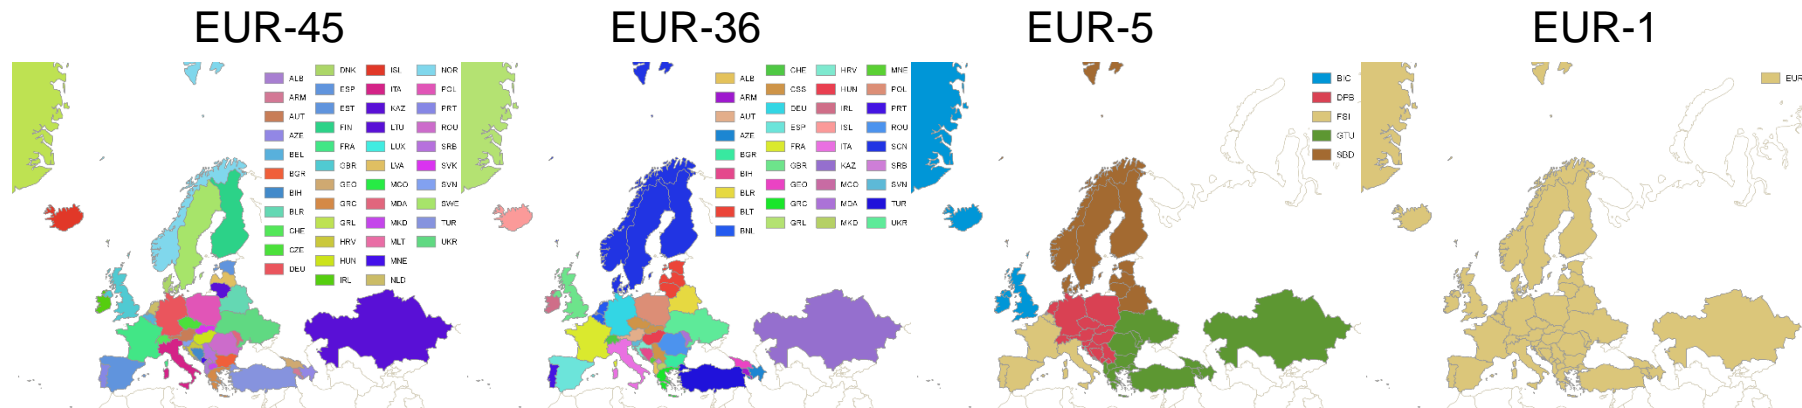 EUR-45
EUR-36
EUR-5
EUR-1
ALB
ARM
AUT
AZE
BEL
BGR
BIH
BLR
CHE
CZE
DEU
DNK
ESP
EST
FIN
FRA
GBR
GEO
GRC
GRL
HRV
HUN
IRL
ISL
ITA
KAZ
LTU
LUX
LVA
MCO
MDA
MKD
MLT
MNE
NLD
NOR
POL
PRT
ROU
SRB
SVK
SVN
SWE
TUR
UKR
ALB
ARM
AUT
AZE
BGR
BIH
BLR
BLT
BNL
CHE
CSS
DEU
ESP
FRA
GBR
GEO
GRC
GRL
HRV
HUN
IRL
ISL
ITA
KAZ
MCO
MDA
MKD
MNE
POL
PRT
ROU
SCN
SRB
SVN
TUR
UKR
BIC
DPB
FSI
GTU
SBD
EUR